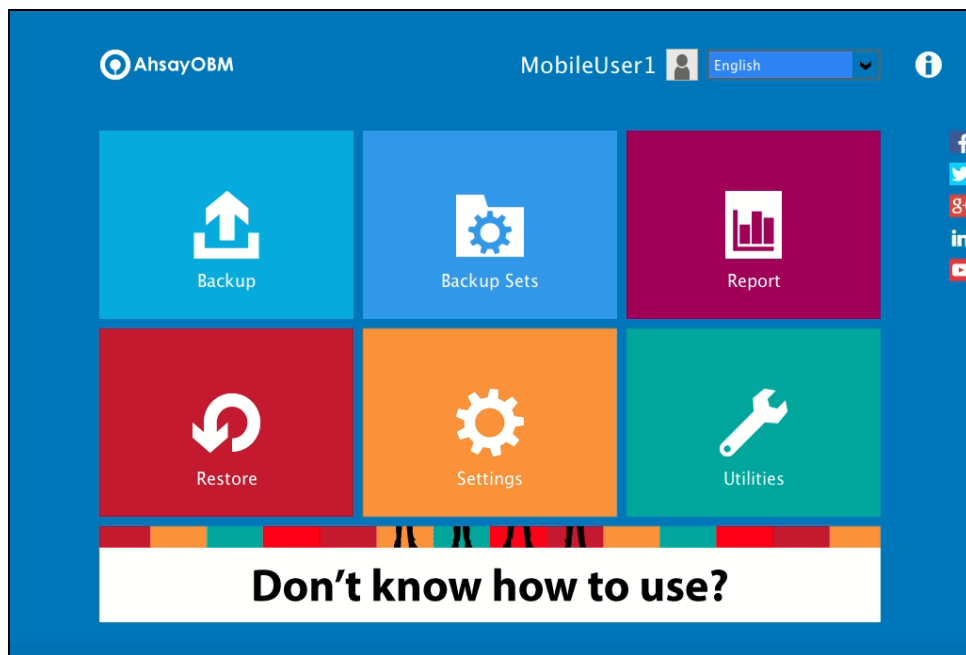 AhsayOBM
MobileUser1
English
Backup
Backup Sets
Report
Restore
Settings
Utilities
Don't know how to use?